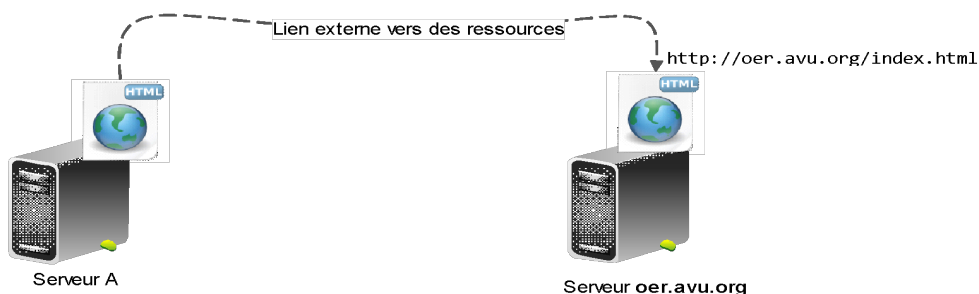 Lien externe vers des ressources
http://oer.avu.org/index.html
HTML
HTML
Serveur A
Serveur oer.avu.org